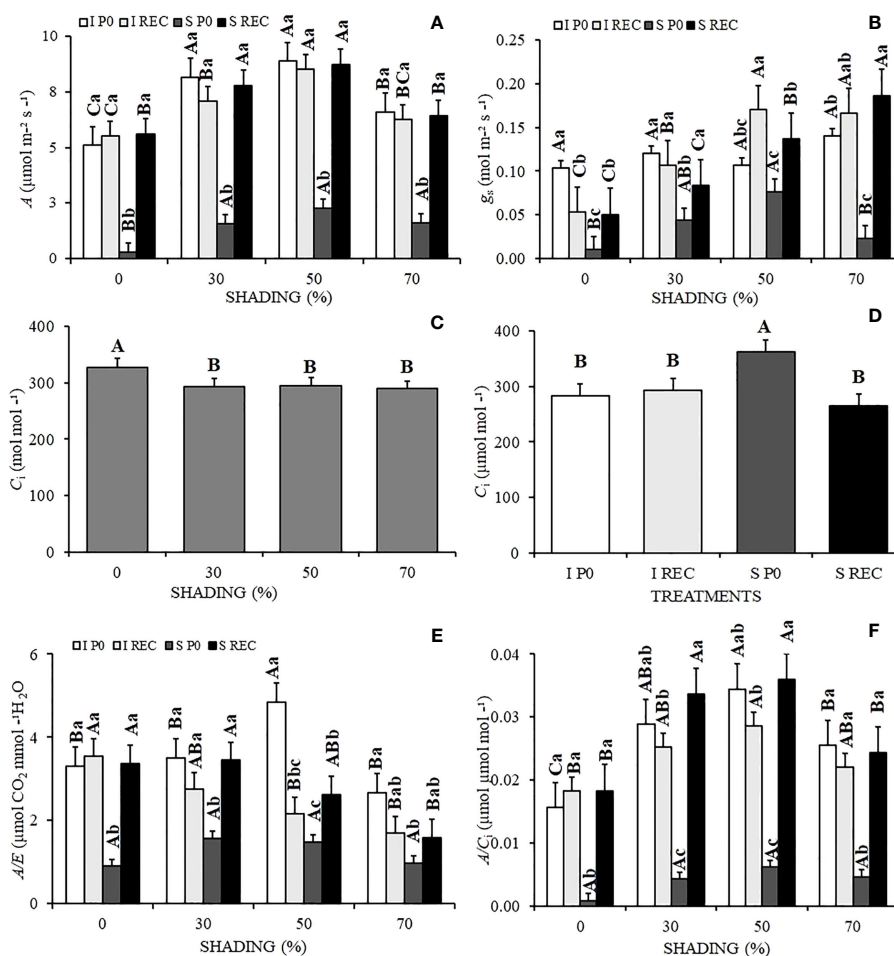 A
I P0 I REC S P0 S REC
A (µmol m⁻² s ⁻¹)
10
8
5
3
0
Ca Ca Bb Ba
Aa Ba Ab Aa
Aa Aa Ab Aa
Ba BCa Ab Ba
0 30 50 70
SHADING (%)
B
I P0 I REC S P0 S REC
gs (mol m⁻² s ⁻¹)
0.25
0.20
0.15
0.10
0.05
0.00
Aa Cb Bc Cb
Aa Ba ABb Ca
Abc Aa Ac Bb
Ab Aab Bc Aa
0 30 50 70
SHADING (%)
C
Ci (mol mol ⁻¹)
400
300
200
100
0
A B B B
0 30 50 70
SHADING (%)
D
Ci (µmol mol ⁻¹)
400
300
200
100
0
B B A B
I P0 I REC S P0 S REC
TREATMENTS
E
I P0 I REC S P0 S REC
A/E (µmol CO₂ mmol ⁻¹H₂O)
6
4
2
0
Ba Aa Ab Aa
Ba ABa Ab Aa
Aa Bbc Ac ABb
Ba Bab Ab Bab
0 30 50 70
SHADING (%)
F
A/Ci (µmol µmol mol ⁻¹)
0.04
0.03
0.02
0.01
0.00
Ca Ba Ab Ba
ABab ABb Ac Aa
Aab Ab Ac Aa
Ba ABa Ab Ba
0 30 50 70
SHADING (%)